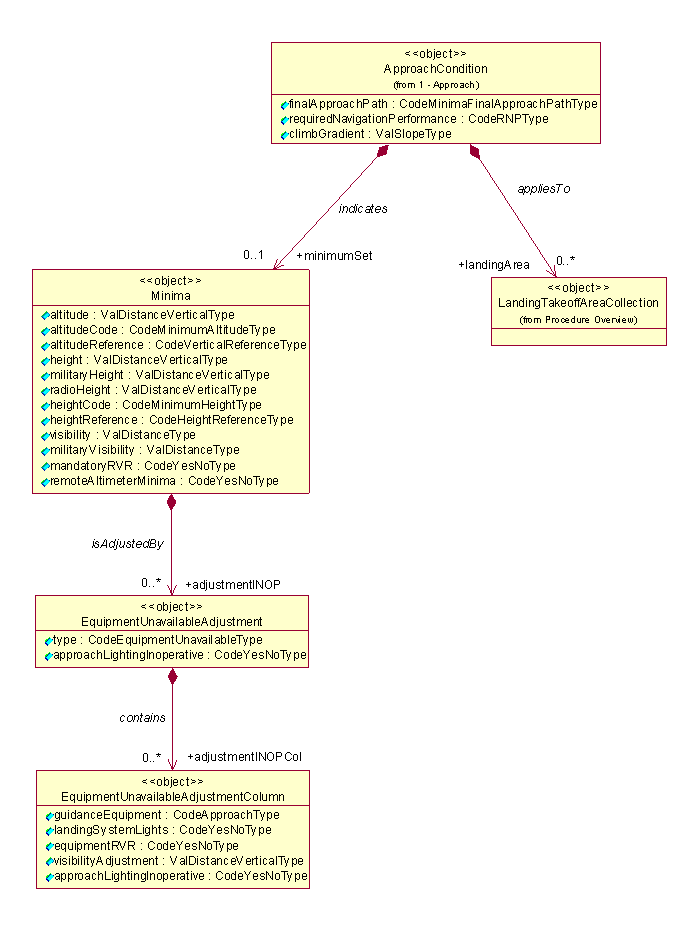 <<object>>
ApproachCondition
(from 1 - Approach)
finalApproachPath : CodeMinimaFinalApproachPathType
requiredNavigationPerformance : CodeRNPType
climbGradient : ValSlopeType
appliesTo
indicates
0..1
+minimumSet
+landingArea
0..*
<<object>>
Minima
altitude : ValDistanceVerticalType
altitudeCode : CodeMinimumAltitudeType
altitudeReference : CodeVerticalReferenceType
height : ValDistanceVerticalType
militaryHeight : ValDistanceVerticalType
radioHeight : ValDistanceVerticalType
heightCode : CodeMinimumHeightType
heightReference : CodeHeightReferenceType
visibility : ValDistanceType
militaryVisibility : ValDistanceType
mandatoryRVR : CodeYesNoType
remoteAltimeterMinima : CodeYesNoType
<<object>>
LandingTakeoffAreaCollection
(from Procedure Overview)
isAdjustedBy
0..*
+adjustmentINOP
<<object>>
EquipmentUnavailableAdjustment
type : CodeEquipmentUnavailableType
approachLightingInoperative : CodeYesNoType
contains
0..*
+adjustmentINOPCol
<<object>>
EquipmentUnavailableAdjustmentColumn
guidanceEquipment : CodeApproachType
landingSystemLights : CodeYesNoType
equipmentRVR : CodeYesNoType
visibilityAdjustment : ValDistanceVerticalType
approachLightingInoperative : CodeYesNoType